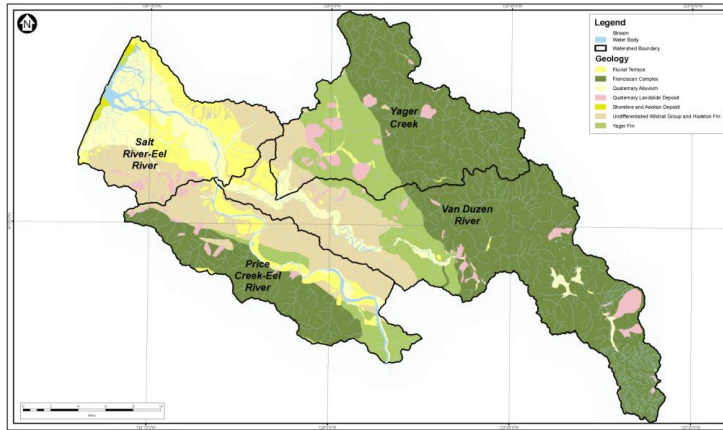 N
Legend
Stream
Water Body
Watershed Boundary
Geology
Fluvial Terrace
Franciscan Complex
Quaternary Alluvium
Quaternary Landslide Deposit
Shoreline and Aeolian Deposit
Undifferentiated Wildcat Group and Hookton Fm
Yager Fm
Yager
Creek
Salt
River-Eel
River
Van Duzen
River
Price
Creek-Eel
River